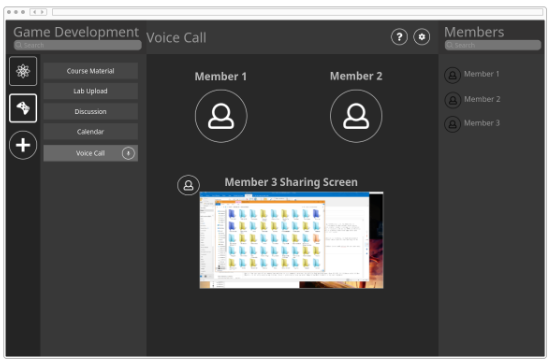 Game Development
Search
Course Material
Lab Upload
Discussion
Calendar
Voice Call
Voice Call
?
Member 1
Member 2
Member 3 Sharing Screen
Members
Search
Member 1
Member 2
Member 3